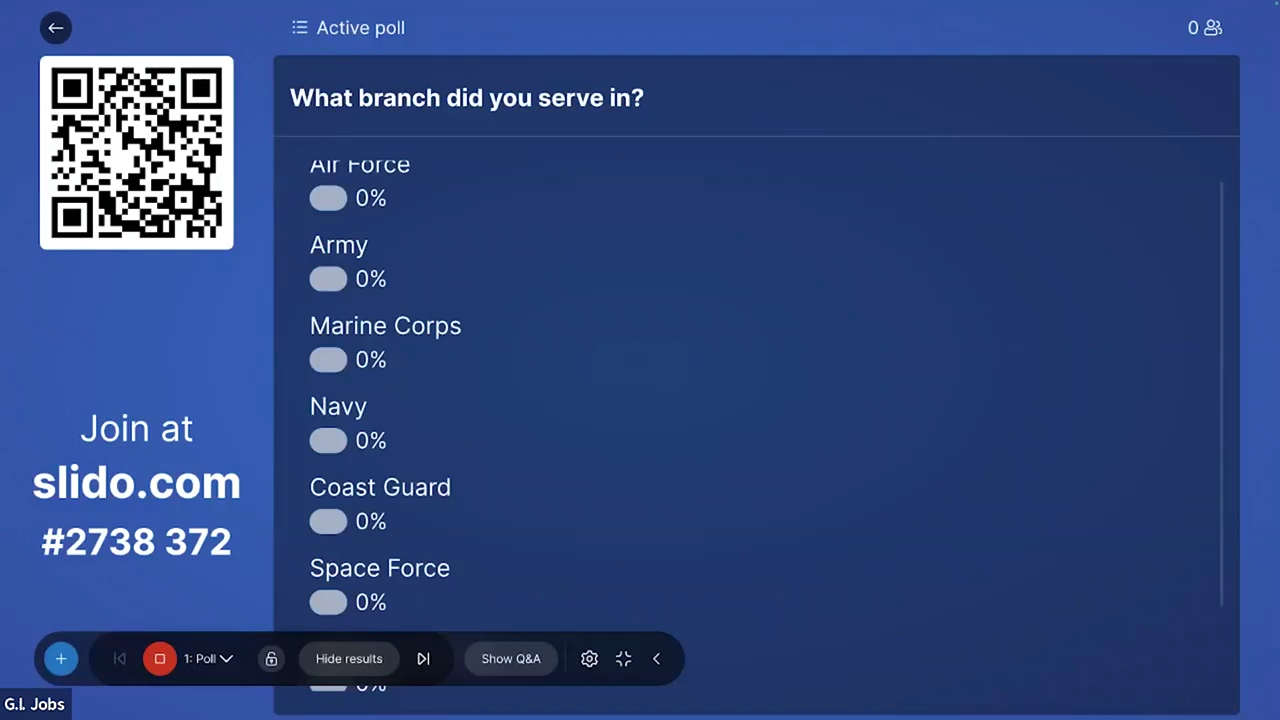 Active poll
0
What branch did you serve in?
Air Force
0%
Army
0%
Marine Corps
0%
Navy
0%
Coast Guard
0%
Space Force
0%
0%
Join at
slido.com
#2738 372
1: Poll
Hide results
Show Q&A
G.I. Jobs